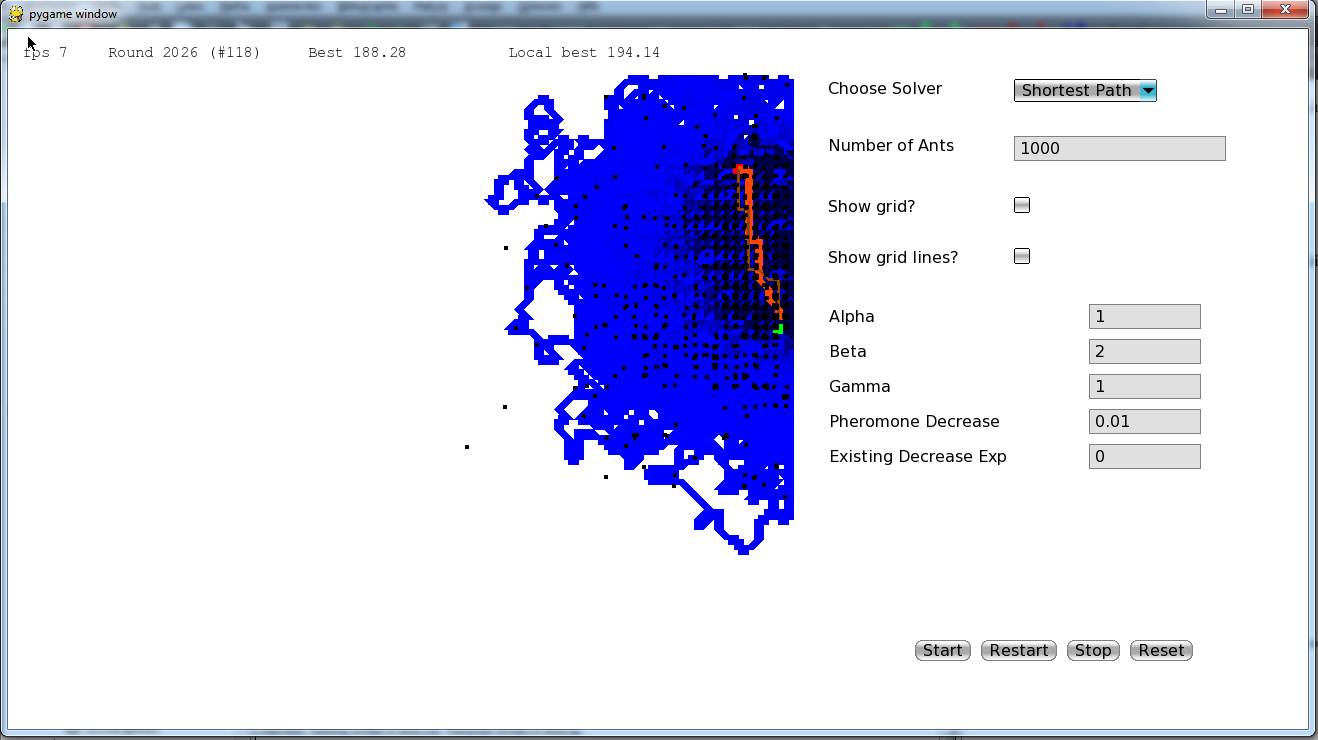 pygame window
fps 7 Round 2026 (#118) Best 188.28 Local best 194.14
Choose Solver Shortest Path
Number of Ants 1000
Show grid?
Show grid lines?
Alpha 1
Beta 2
Gamma 1
Pheromone Decrease 0.01
Existing Decrease Exp 0
Start Restart Stop Reset